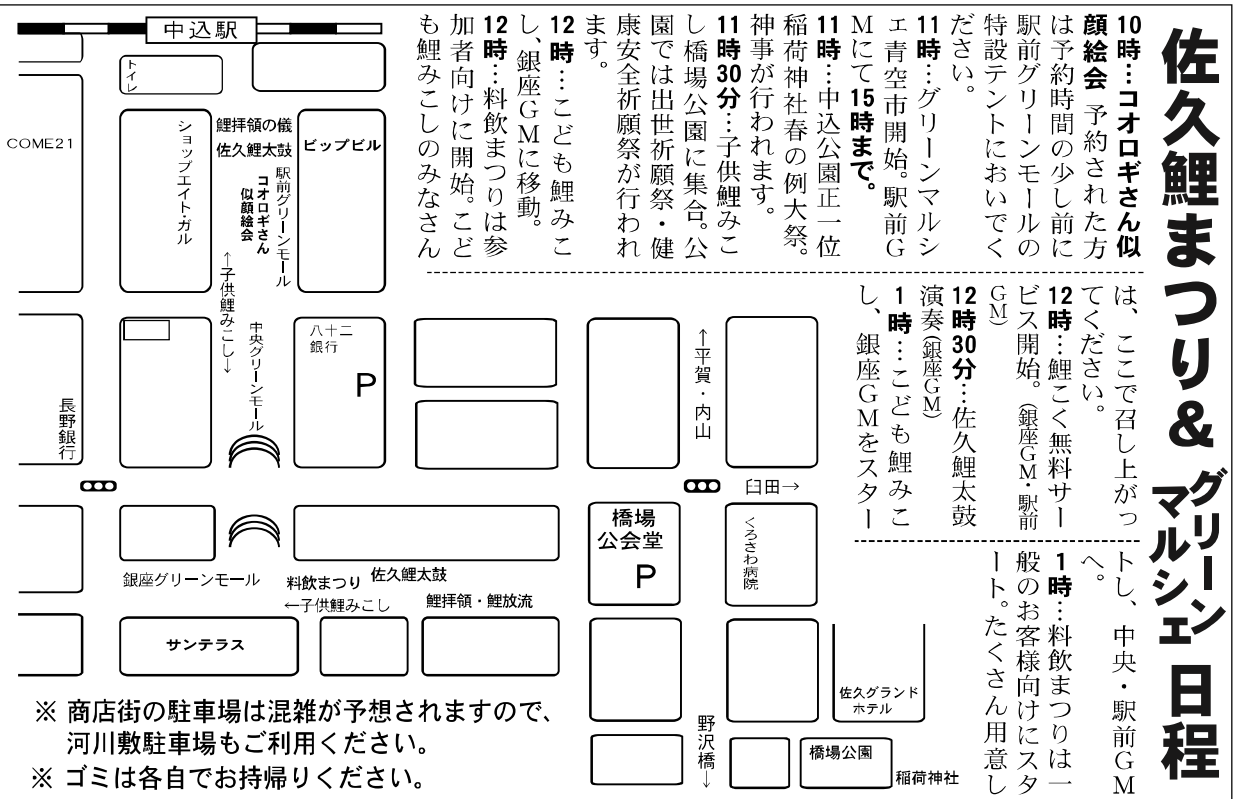 佐久鯉まつり&グリーンマルシェ日程
10時…コオロギさん似
顔絵会 予約された方
は予約時間の少し前に
駅前グリーンモールの
特設テントにおいでく
ださい。
11時…グリーンマルシ
ェ青空市開始。駅前G
Mにて15時まで。
11時…中込公園正一位
稲荷神社春の例大祭。
神事が行われます。
11時30分…子供鯉みこ
し橋場公園に集合。公
園では出世祈願祭・健
康安全祈願祭が行われ
ます。
12時…こども鯉みこ
し、銀座GMに移動。
12時…料飲まつりは参
加者向けに開始。こど
も鯉みこしのみなさん
は、ここで召し上がっ
てください。
12時…鯉こく無料サー
ビス開始。(銀座GM・駅前
GM)
12時30分…佐久鯉太鼓
演奏(銀座GM)
1時…こども鯉みこ
し、銀座GMをスター
トし、中央・駅前GM
へ。
1時…料飲まつりは一
般のお客様向けにスタ
ート。たくさん用意し
中込駅
トイレ
COME21
ショップエイト・ガル
鯉拝領の儀
佐久鯉太鼓
駅前グリーンモール
コオロギさん
似顔絵会
ビップビル
←子供鯉みこし→
中央グリーンモール
八十二
銀行
P
長野銀行
←平賀・内山
臼田→
橋場
公会堂
P
くろさわ病院
銀座グリーンモール
料飲まつり
佐久鯉太鼓
←子供鯉みこし
鯉拝領・鯉放流
サンテラス
佐久グランド
ホテル
野沢橋→
橋場公園
稲荷神社
※ 商店街の駐車場は混雑が予想されますので、
河川敷駐車場もご利用ください。
※ ゴミは各自でお持帰りください。